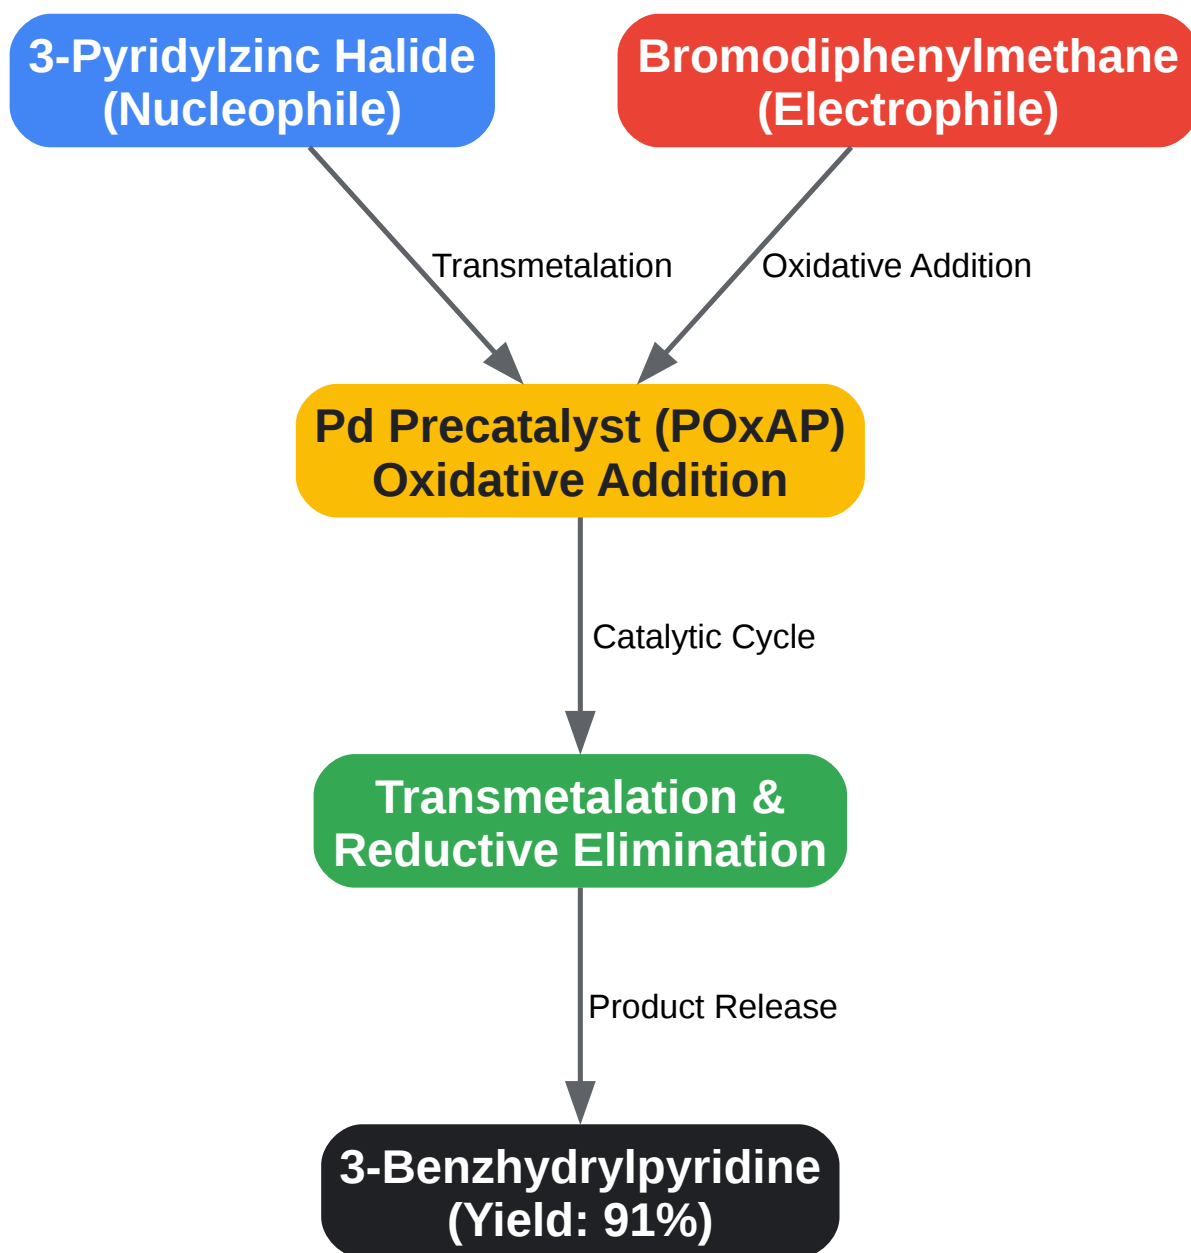 3-Pyridylzinc Halide
(Nucleophile)
Bromodiphenylmethane
(Electrophile)
Transmetalation
Oxidative Addition
Pd Precatalyst (POxAP)
Oxidative Addition
Catalytic Cycle
Transmetalation &
Reductive Elimination
Product Release
3-Benzhydrylpyridine
(Yield: 91%)